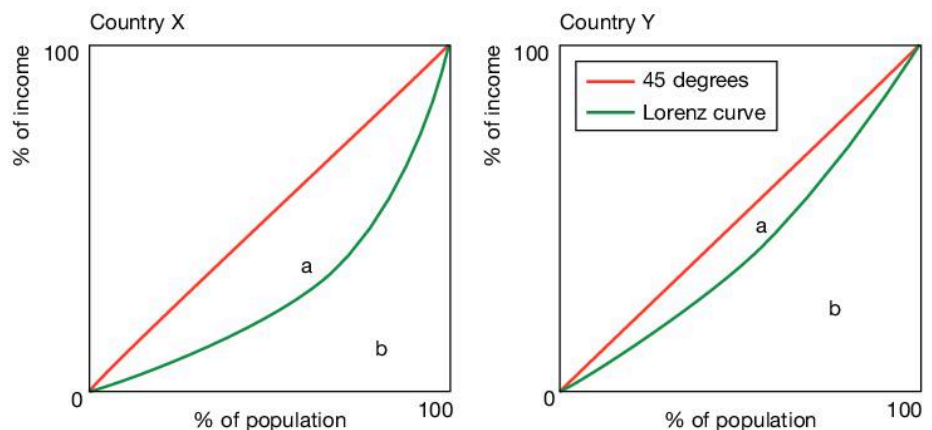 Country X
100
% of income
a
b
0
% of population
100
Country Y
100
% of income
45 degrees
Lorenz curve
a
b
0
% of population
100